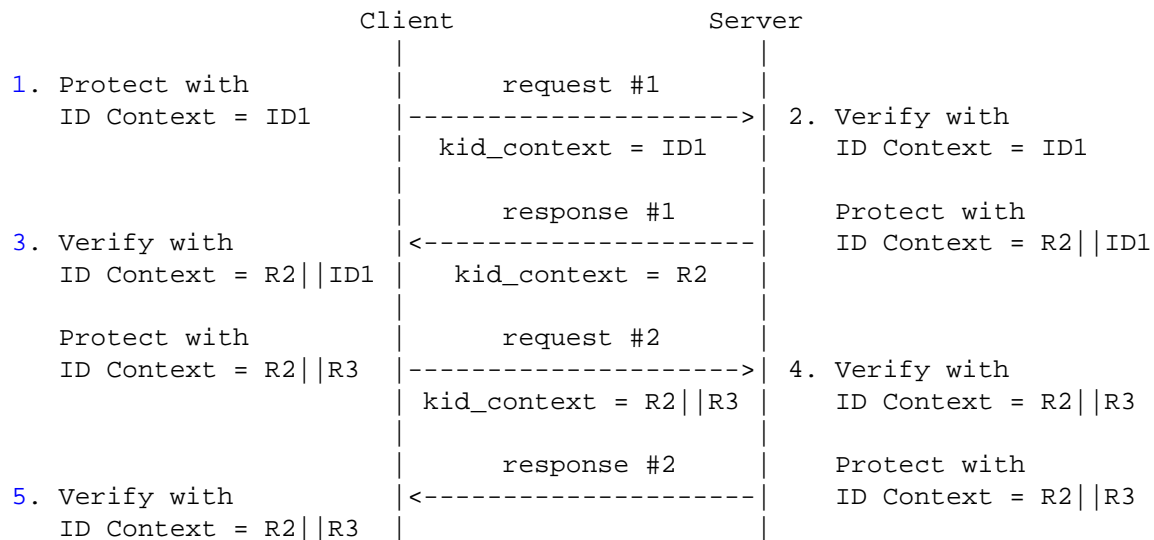 Client Server
1. Protect with request #1
ID Context = ID1 |---------------------->| 2. Verify with
kid_context = ID1 ID Context = ID1
response #1 Protect with
3. Verify with |<----------------------| ID Context = R2||ID1
ID Context = R2||ID1 kid_context = R2
Protect with request #2
ID Context = R2||R3 |---------------------->| 4. Verify with
kid_context = R2||R3 ID Context = R2||R3
response #2 Protect with
5. Verify with |<----------------------| ID Context = R2||R3
ID Context = R2||R3